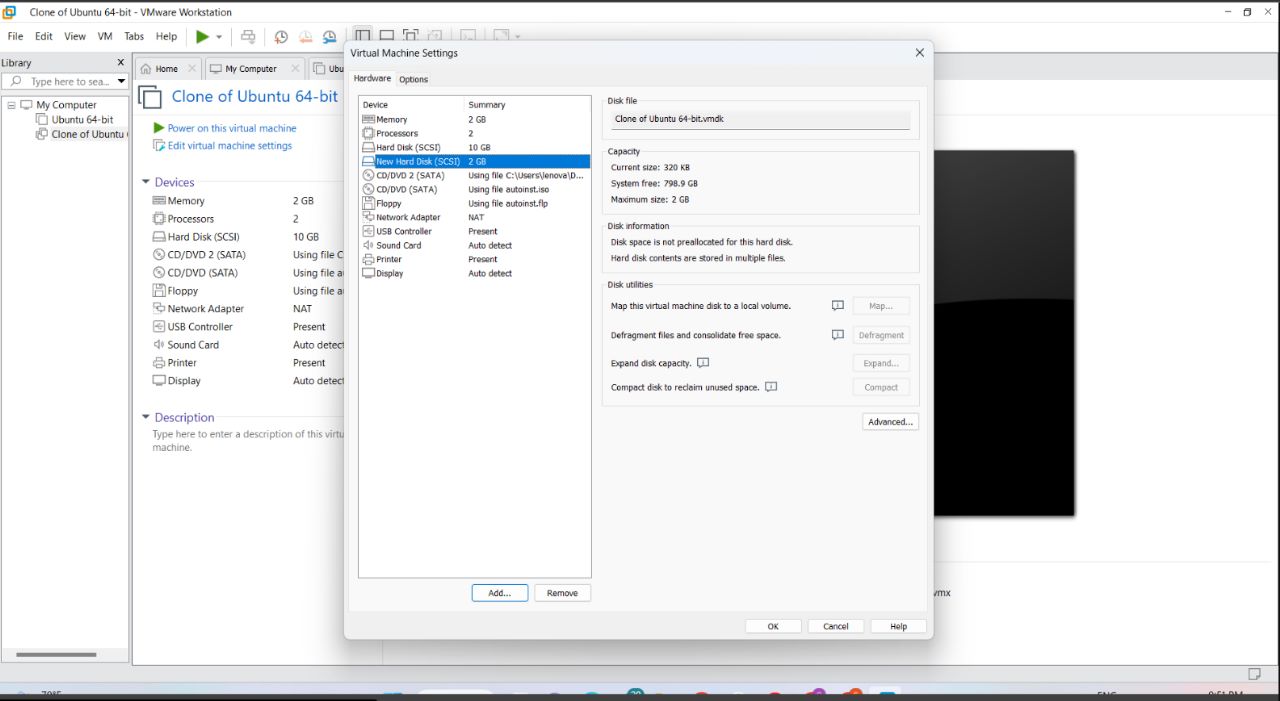 Clone of Ubuntu 64-bit - VMware Workstation
File Edit View VM Tabs Help
Library X
Type here to sea...
My Computer
Ubuntu 64-bit
Clone of Ubuntu
Home
My Computer
Clone of Ubuntu 64-bit
Power on this virtual machine
Edit virtual machine settings
Devices
Memory 2 GB
Processors 2
Hard Disk (SCSI) 10 GB
CD/DVD 2 (SATA) Using file C
CD/DVD (SATA) Using file
Floppy Using file
Network Adapter NAT
USB Controller Present
Sound Card Auto detect
Printer Present
Display Auto detect
Description
Type here to enter a description of this virtu
machine.
Virtual Machine Settings
Hardware Options
Device Summary
Memory 2 GB
Processors 2
Hard Disk (SCSI) 10 GB
New Hard Disk (SCSI) 2 GB
CD/DVD 2 (SATA) Using file C:\Users\lenova\D...
CD/DVD (SATA) Using file autoinst.iso
Floppy Using file autoinst.flp
Network Adapter NAT
USB Controller Present
Sound Card Auto detect
Printer Present
Display Auto detect
Add... Remove
Disk file
Clone of Ubuntu 64-bit.vmdk
Capacity
Current size: 320 KB
System free: 798.9 GB
Maximum size: 2 GB
Disk information
Disk space is not preallocated for this hard disk.
Hard disk contents are stored in multiple files.
Disk utilities
Map this virtual machine disk to a local volume. Map...
Defragment files and consolidate free space. Defragment
Expand disk capacity. Expand...
Compact disk to reclaim unused space. Compact
Advanced...
OK Cancel Help